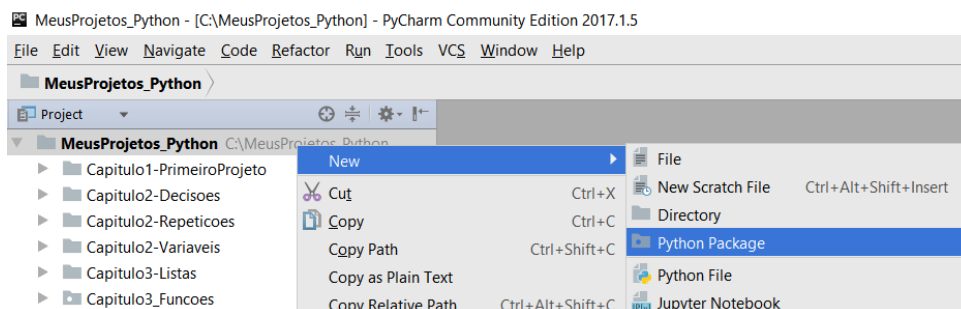 PC MeusProjetos_Python - [C:\MeusProjetos_Python] - PyCharm Community Edition 2017.1.5
File Edit View Navigate Code Refactor Run Tools VCS Window Help
MeusProjetos_Python
Project
MeusProjetos_Python C:\MeusProjetos_Python
Capitulo1-PrimeiroProjeto
Capitulo2-Decisoes
Capitulo2-Repeticoes
Capitulo2-Variaveis
Capitulo3-Listas
Capitulo3_Funcoes
New
Cut Ctrl+X
Copy Ctrl+C
Copy Path Ctrl+Shift+C
Copy as Plain Text
Copy Relative Path Ctrl+Alt+Shift+C
File
New Scratch File Ctrl+Alt+Shift+Insert
Directory
Python Package
Python File
Jupyter Notebook